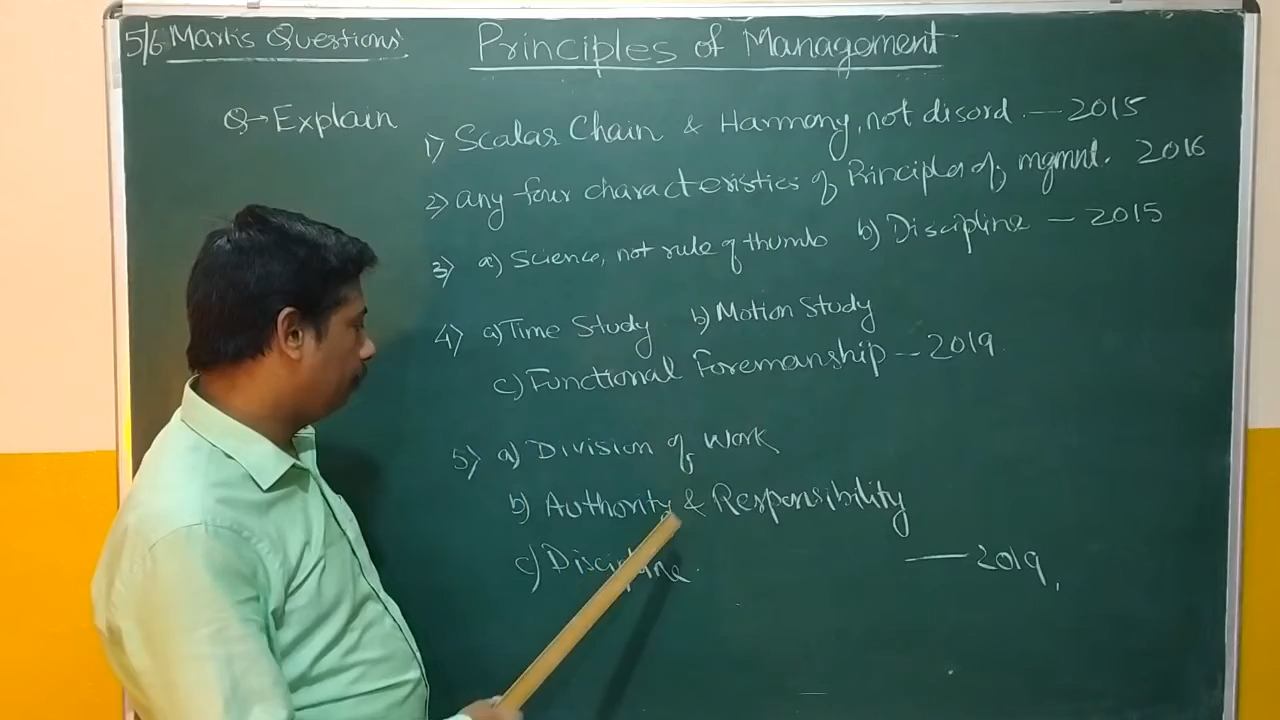 5/6 Marks Questions:
Principles of Management
Q→Explain
1) Scalar Chain & Harmony, not disord. — 2015
2) any four characteristics of Principles of mgmnt. 2016
3) a) Science, not rule of thumb b) Discipline — 2015
4) a) Time Study b) Motion Study
c) Functional Foremanship — 2019.
5) a) Division of Work
b) Authority & Responsibility
c) Discipline.
— 2019,